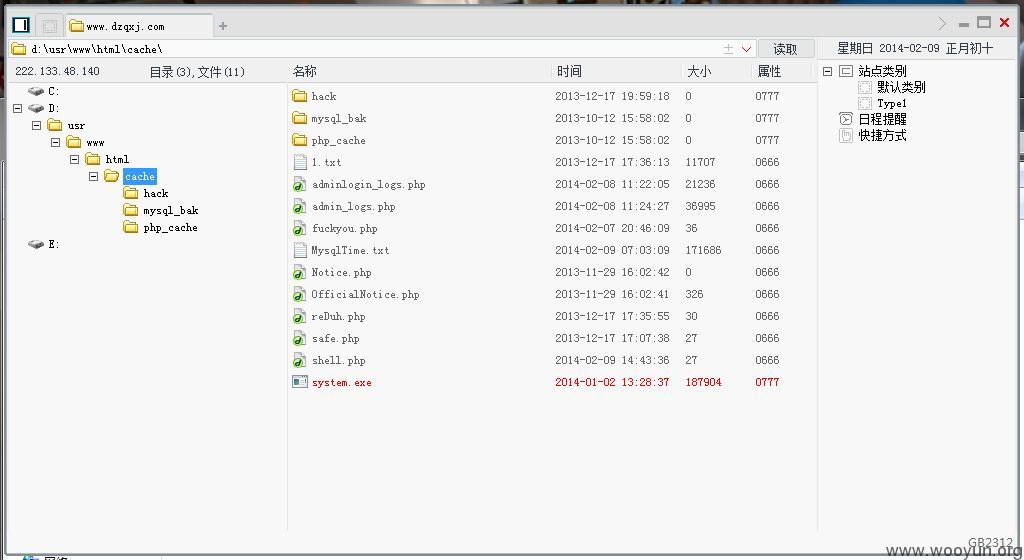 www.dzqxj.com
d:\usr\www\html\cache\
读取
星期日 2014-02-09 正月初十
222.133.48.140
目录(3),文件(11)
名称 时间 大小 属性
C:
D:
usr
www
html
cache
hack
mysql_bak
php_cache
E:
hack 2013-12-17 19:59:18 0 0777
mysql_bak 2013-10-12 15:58:02 0 0777
php_cache 2013-10-12 15:58:02 0 0777
1.txt 2013-12-17 17:36:13 11707 0666
adminlogin_logs.php 2014-02-08 11:22:05 21236 0666
admin_logs.php 2014-02-08 11:24:27 36995 0666
fuckyou.php 2014-02-07 20:46:09 36 0666
MysqlTime.txt 2014-02-09 07:03:09 171686 0666
Notice.php 2013-11-29 16:02:42 0 0666
OfficialNotice.php 2013-11-29 16:02:41 326 0666
reDuh.php 2013-12-17 17:35:55 30 0666
safe.php 2013-12-17 17:07:38 27 0666
shell.php 2014-02-09 14:43:36 27 0666
system.exe 2014-01-02 13:28:37 187904 0777
站点类别
默认类别
Type1
日程提醒
快捷方式
GB2312
www.wooyun.org